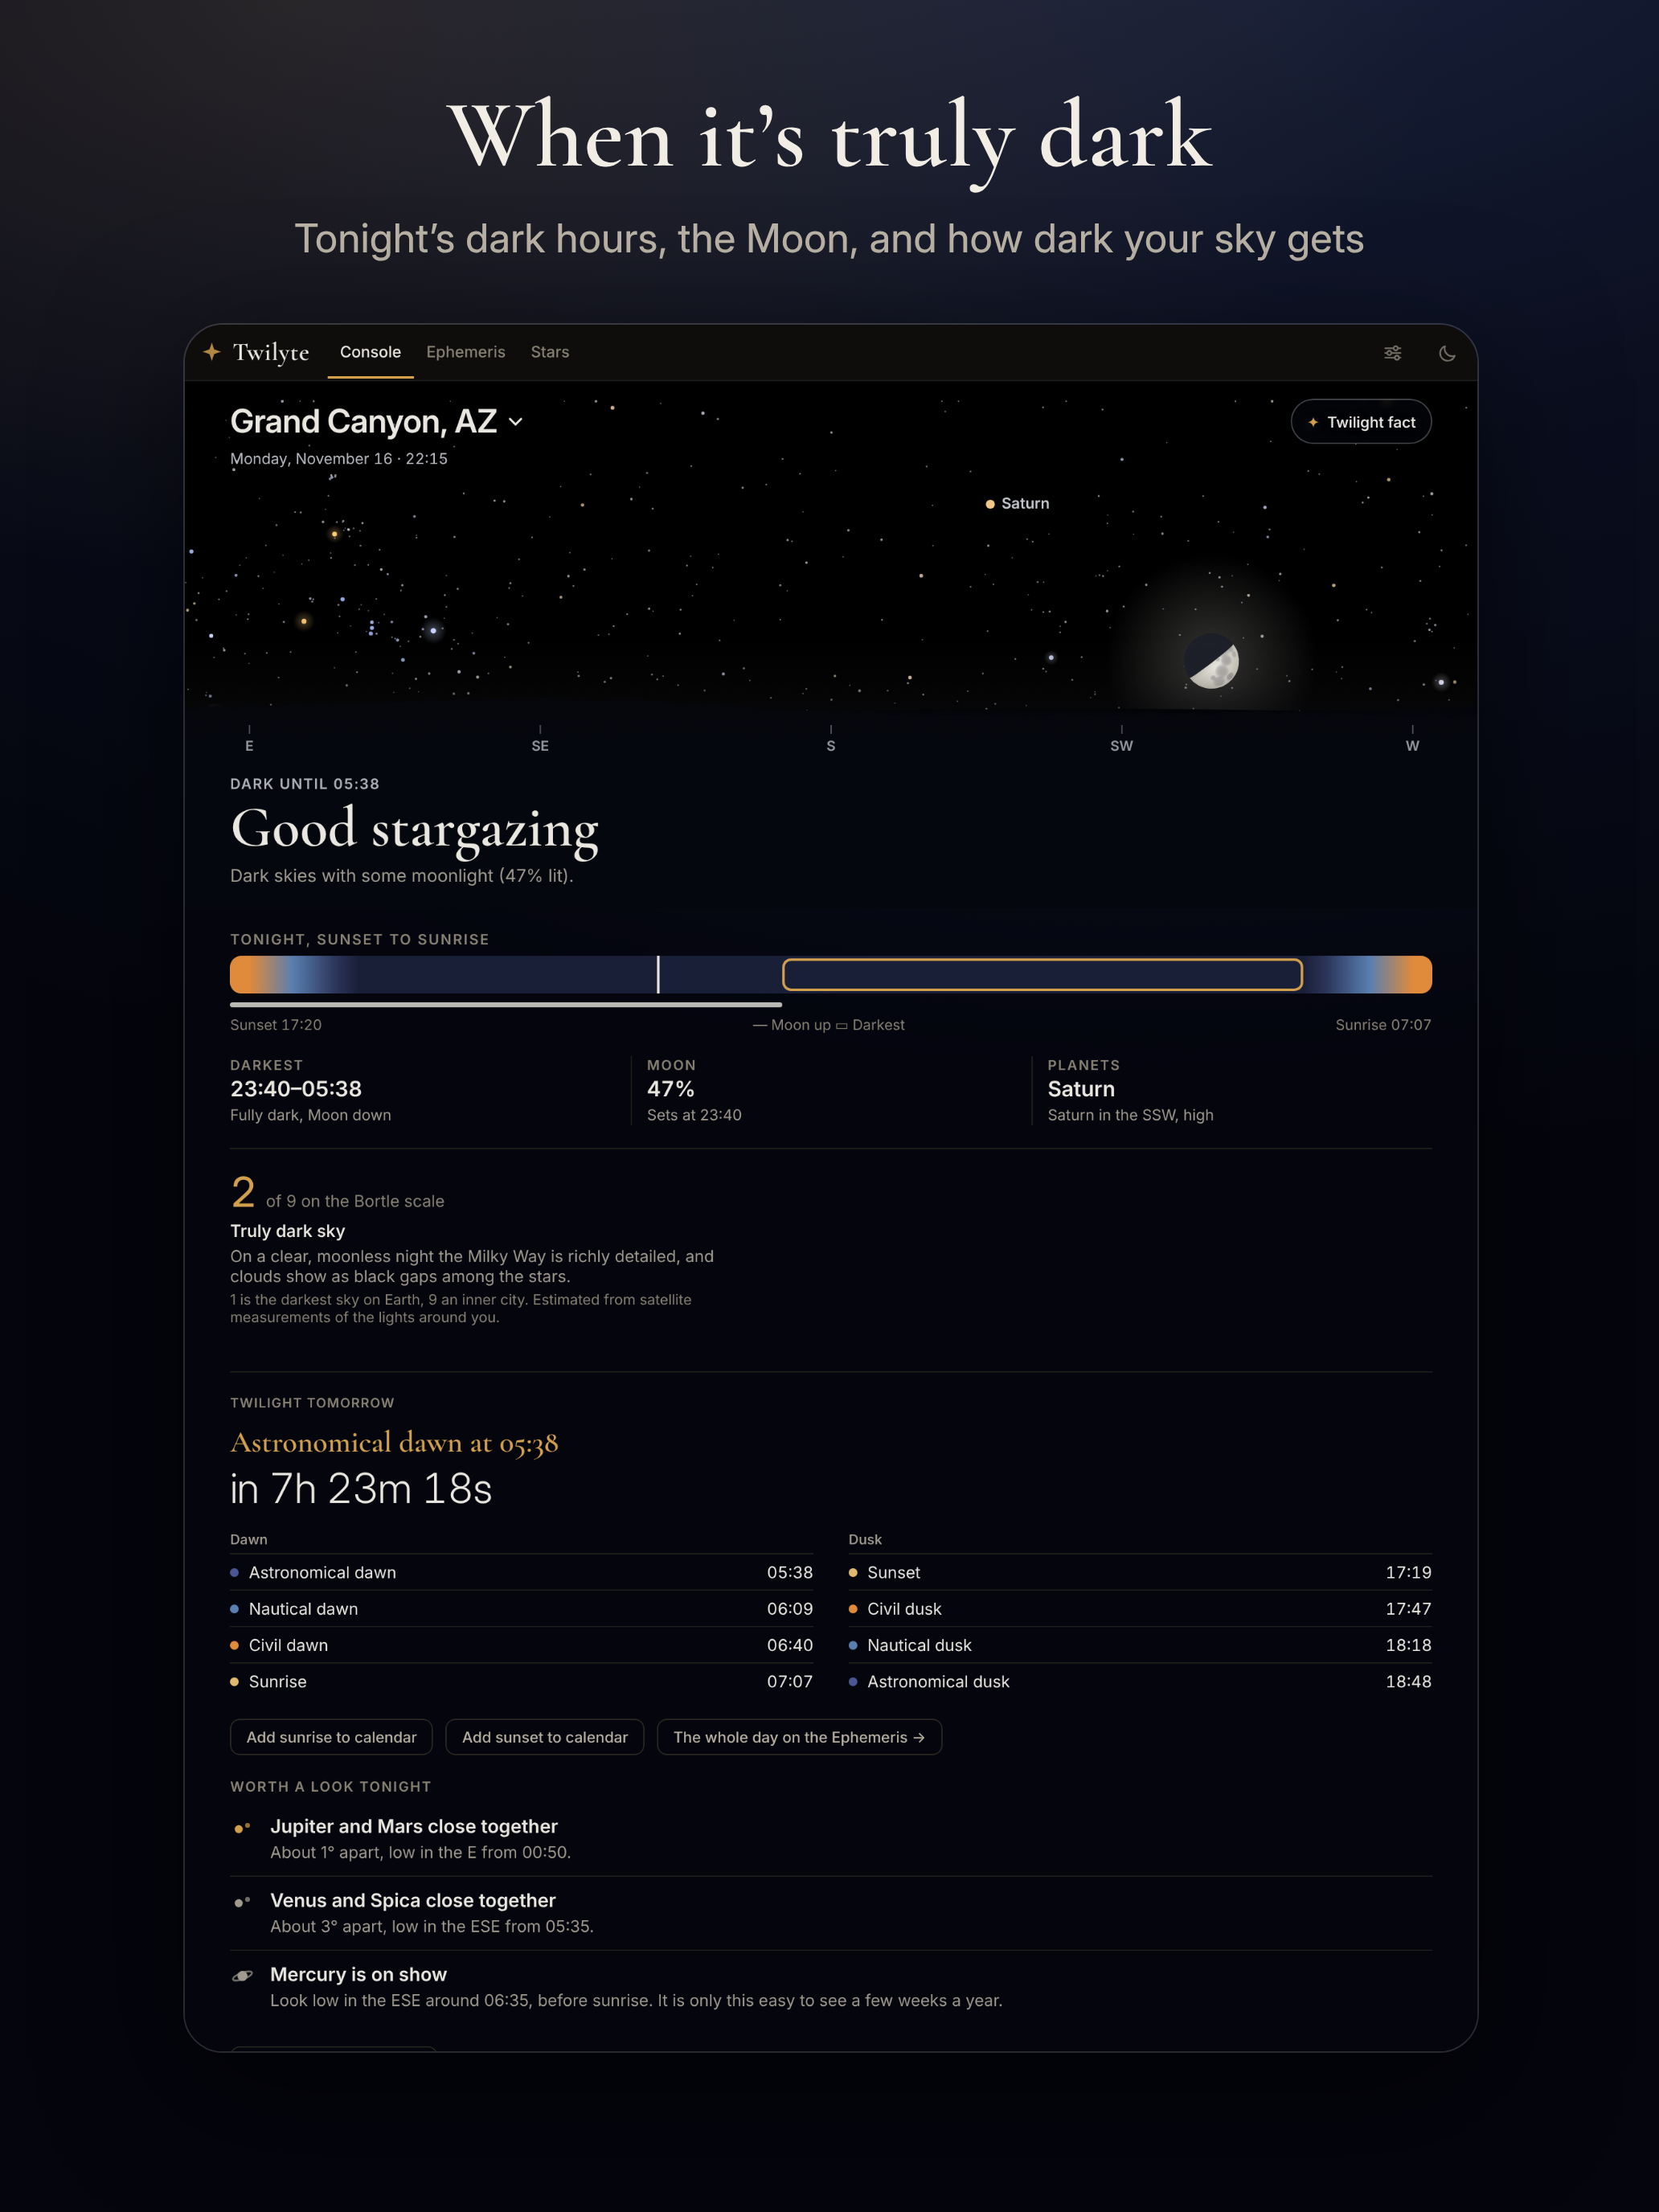 When it’s truly dark
Tonight’s dark hours, the Moon, and how dark your sky gets
Twilyte
Console
Ephemeris
Stars
Grand Canyon, AZ
Twilight fact
Monday, November 16 · 22:15
Saturn
E
SE
S
SW
W
DARK UNTIL 05:38
Good stargazing
Dark skies with some moonlight (47% lit).
TONIGHT, SUNSET TO SUNRISE
Sunset 17:20
— Moon up ▭ Darkest
Sunrise 07:07
DARKEST
23:40–05:38
Fully dark, Moon down
MOON
47%
Sets at 23:40
PLANETS
Saturn
Saturn in the SSW, high
2 of 9 on the Bortle scale
Truly dark sky
On a clear, moonless night the Milky Way is richly detailed, and
clouds show as black gaps among the stars.
1 is the darkest sky on Earth, 9 an inner city. Estimated from satellite
measurements of the lights around you.
TWILIGHT TOMORROW
Astronomical dawn at 05:38
in 7h 23m 18s
Dawn
Astronomical dawn 05:38
Nautical dawn 06:09
Civil dawn 06:40
Sunrise 07:07
Dusk
Sunset 17:19
Civil dusk 17:47
Nautical dusk 18:18
Astronomical dusk 18:48
Add sunrise to calendar
Add sunset to calendar
The whole day on the Ephemeris →
WORTH A LOOK TONIGHT
Jupiter and Mars close together
About 1° apart, low in the E from 00:50.
Venus and Spica close together
About 3° apart, low in the ESE from 05:35.
Mercury is on show
Look low in the ESE around 06:35, before sunrise. It is only this easy to see a few weeks a year.